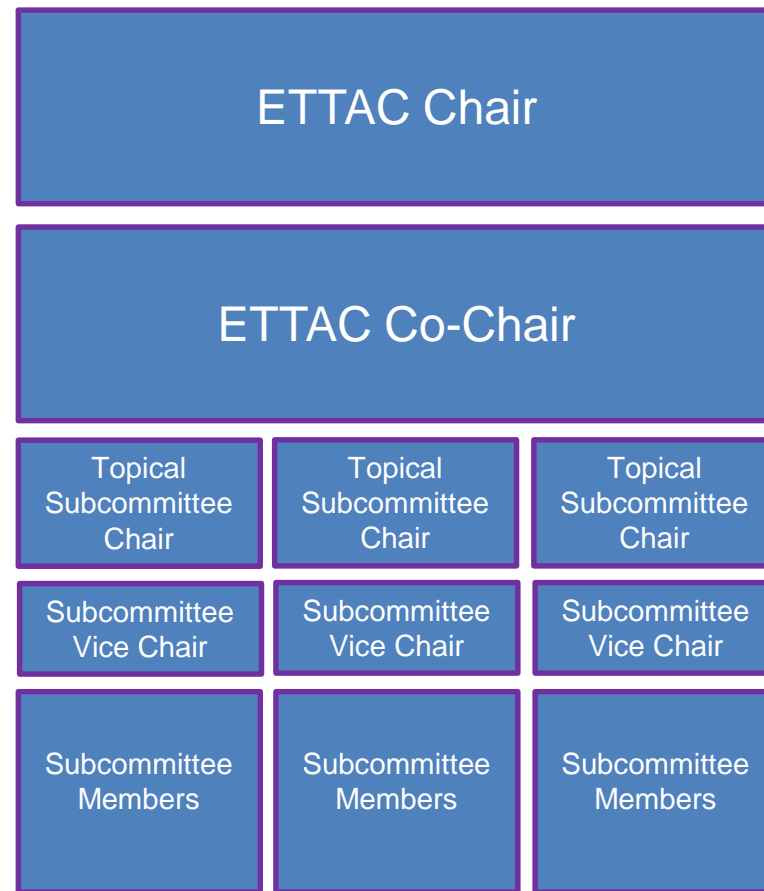 ETTAC Chair
ETTAC Co-Chair
Topical
Subcommittee
Chair
Topical
Subcommittee
Chair
Topical
Subcommittee
Chair
Subcommittee
Vice Chair
Subcommittee
Vice Chair
Subcommittee
Vice Chair
Subcommittee
Members
Subcommittee
Members
Subcommittee
Members